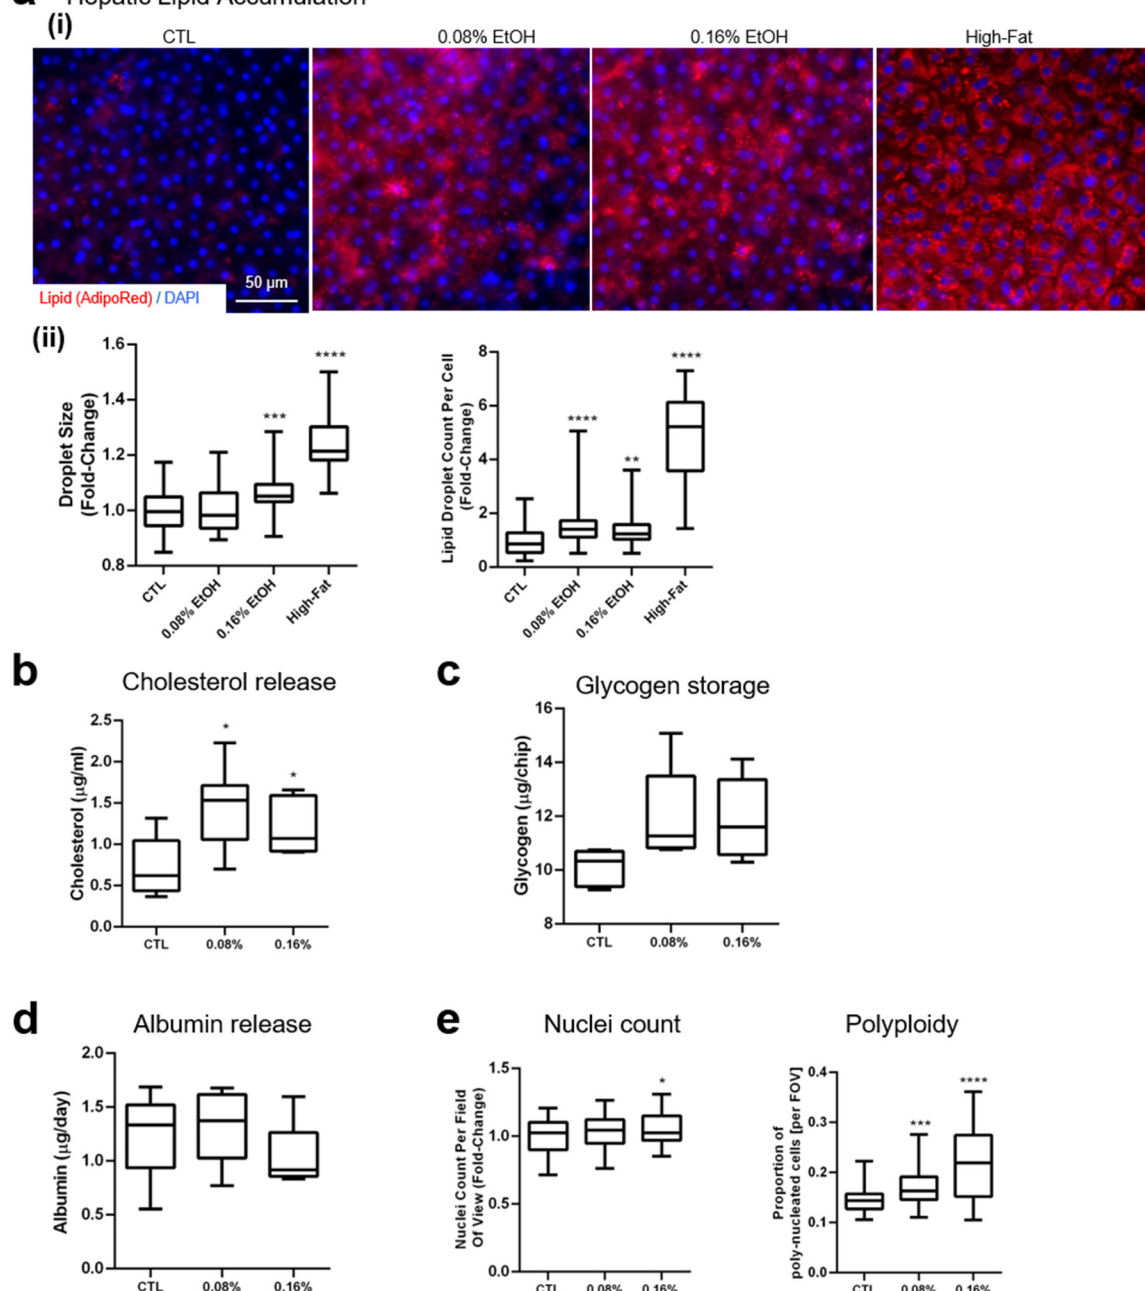 a Hepatic Lipid Accumulation
(i)
CTL 0.08% EtOH 0.16% EtOH High-Fat
50 µm
Lipid (AdipoRed) / DAPI
(ii)
Droplet Size
(Fold-Change)
1.6
1.4
1.2
1.0
0.8
***
****
CTL 0.08% EtOH 0.16% EtOH High-Fat
Lipid Droplet Count Per Cell
(Fold-Change)
8
6
4
2
0
****
**
****
CTL 0.08% EtOH 0.16% EtOH High-Fat
b Cholesterol release
Cholesterol (µg/ml)
2.5
2.0
1.5
1.0
0.5
0.0
*
*
CTL 0.08% 0.16%
c Glycogen storage
Glycogen (µg/chip)
16
14
12
10
8
CTL 0.08% 0.16%
d Albumin release
Albumin (µg/day)
2.0
1.5
1.0
0.5
0.0
CTL 0.08% 0.16%
e Nuclei count
Nuclei Count Per Field
Of View (Fold-Change)
1.5
1.0
0.5
0.0
*
CTL 0.08% 0.16%
Polyploidy
Proportion of
poly-nucleated cells [per FOV]
0.4
0.3
0.2
0.1
0.0
***
****
CTL 0.08% 0.16%